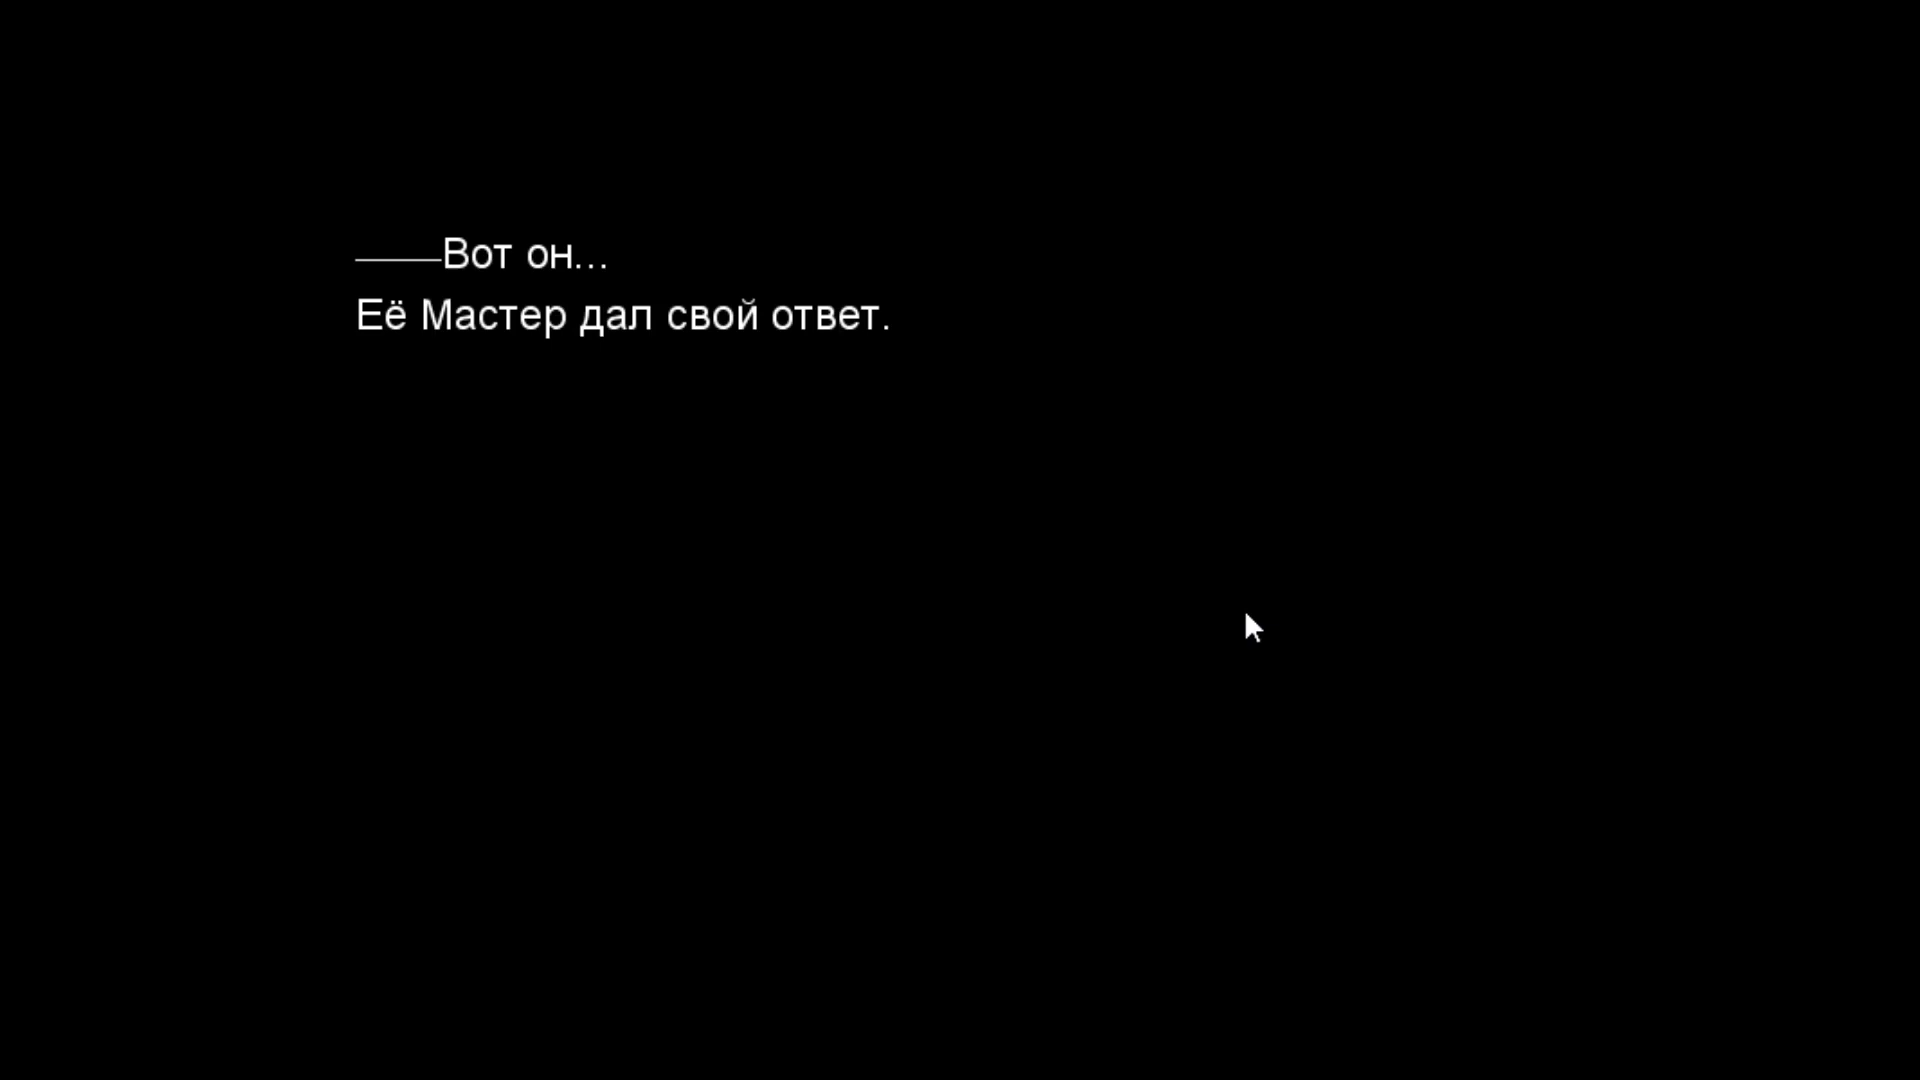 ———Вот он...
Её Мастер дал свой ответ.